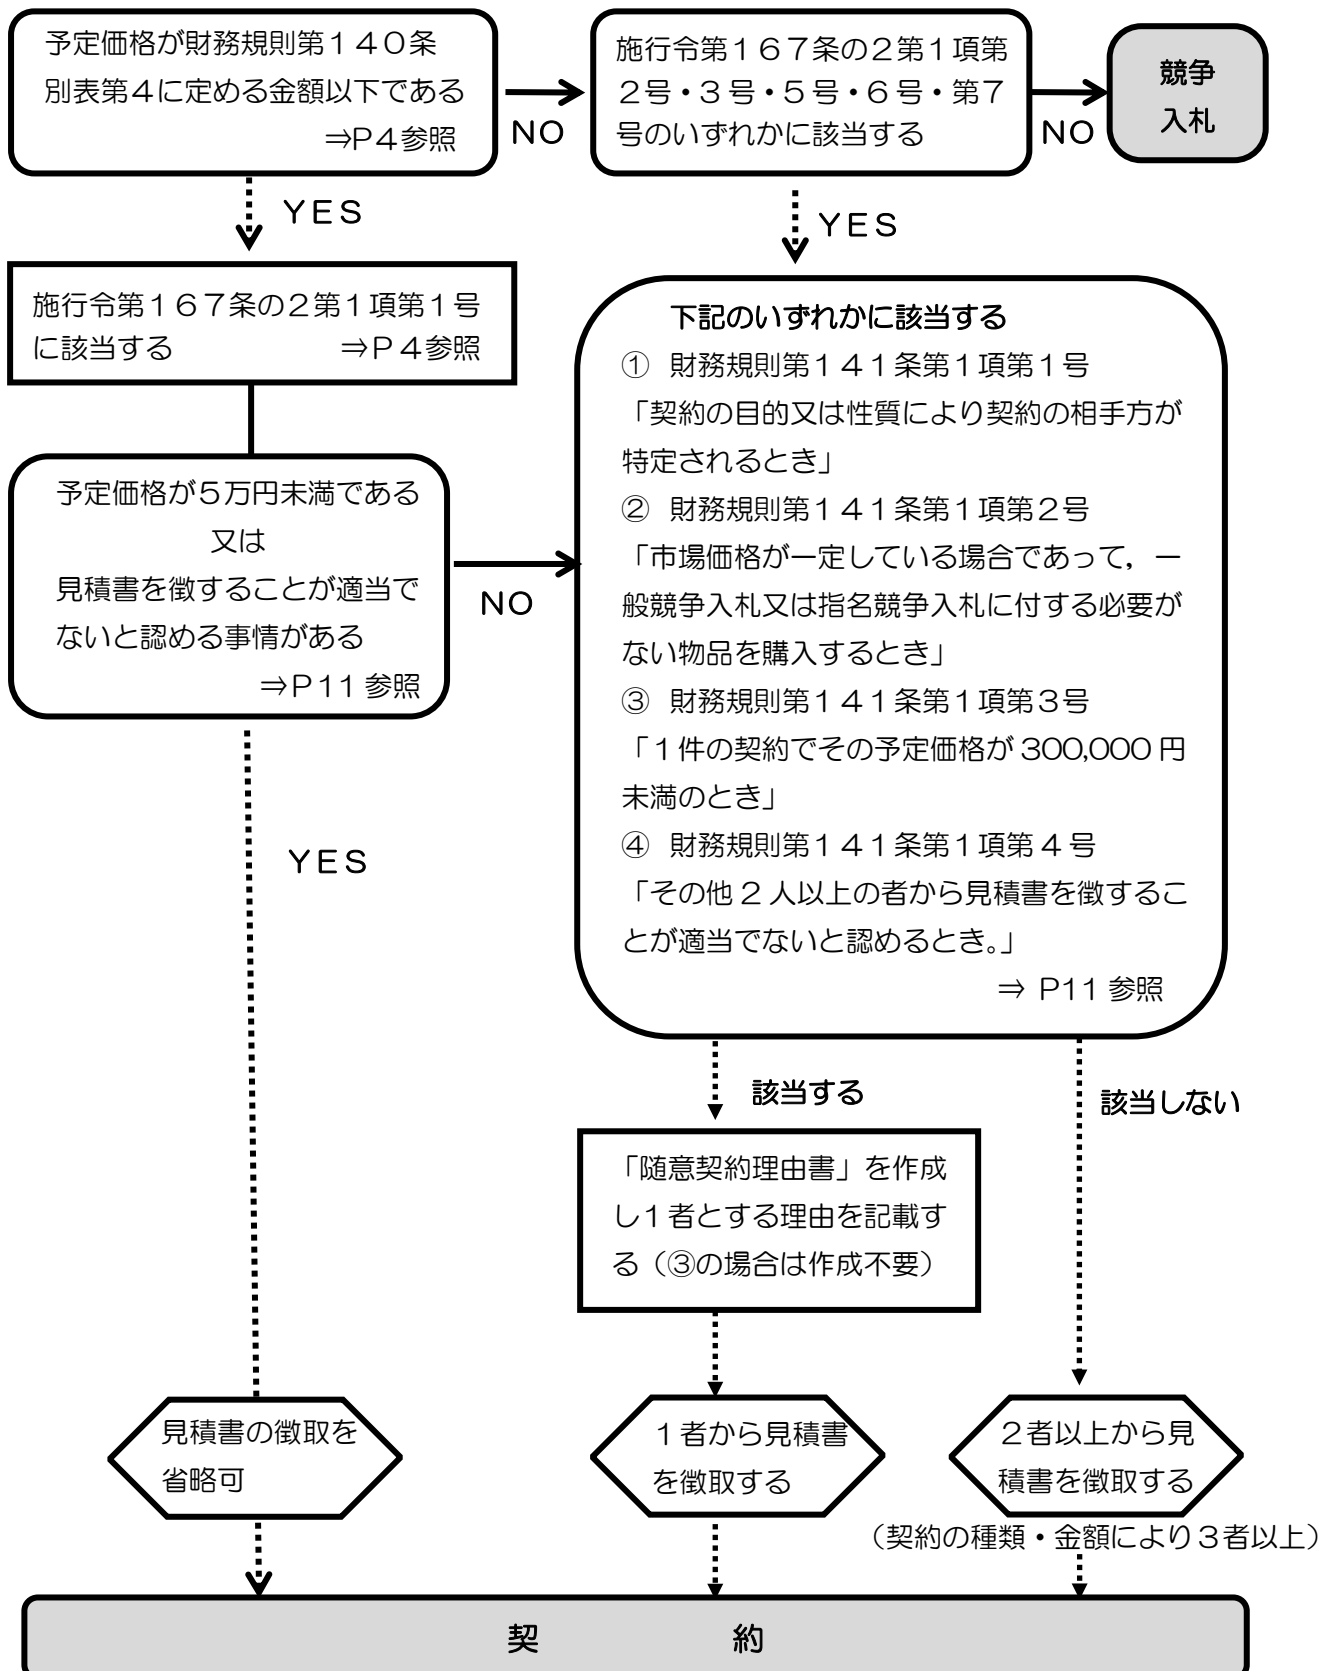 予定価格が財務規則第140条
別表第4に定める金額以下である
⇒P4参照
NO
施行令第167条の2第1項第
2号・3号・5号・6号・第7
号のいずれかに該当する
NO
競争
入札
YES
YES
施行令第167条の2第1項第1号
に該当する ⇒P4参照
予定価格が5万円未満である
又は
見積書を徴することが適当で
ないと認める事情がある
⇒P11参照
NO
下記のいずれかに該当する
① 財務規則第141条第1項第1号
「契約の目的又は性質により契約の相手方が
特定されるとき」
② 財務規則第141条第1項第2号
「市場価格が一定している場合であって,一
般競争入札又は指名競争入札に付する必要が
ない物品を購入するとき」
③ 財務規則第141条第1項第3号
「1件の契約でその予定価格が300,000円
未満のとき」
④ 財務規則第141条第1項第4号
「その他2人以上の者から見積書を徴するこ
とが適当でないと認めるとき。」
⇒ P11参照
YES
該当する
該当しない
「随意契約理由書」を作成
し1者とする理由を記載す
る(③の場合は作成不要)
見積書の徴取を
省略可
1者から見積書
を徴取する
2者以上から見
積書を徴取する
(契約の種類・金額により3者以上)
契 約